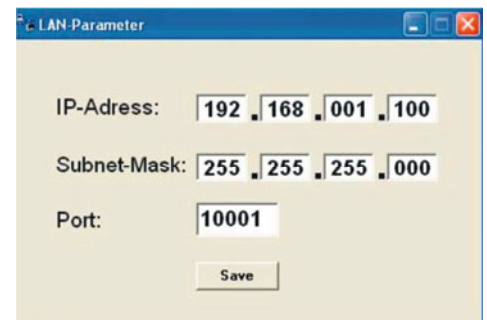 LAN-Parameter
IP-Adress: 192.168.001.100
Subnet-Mask: 255.255.255.000
Port: 10001
Save